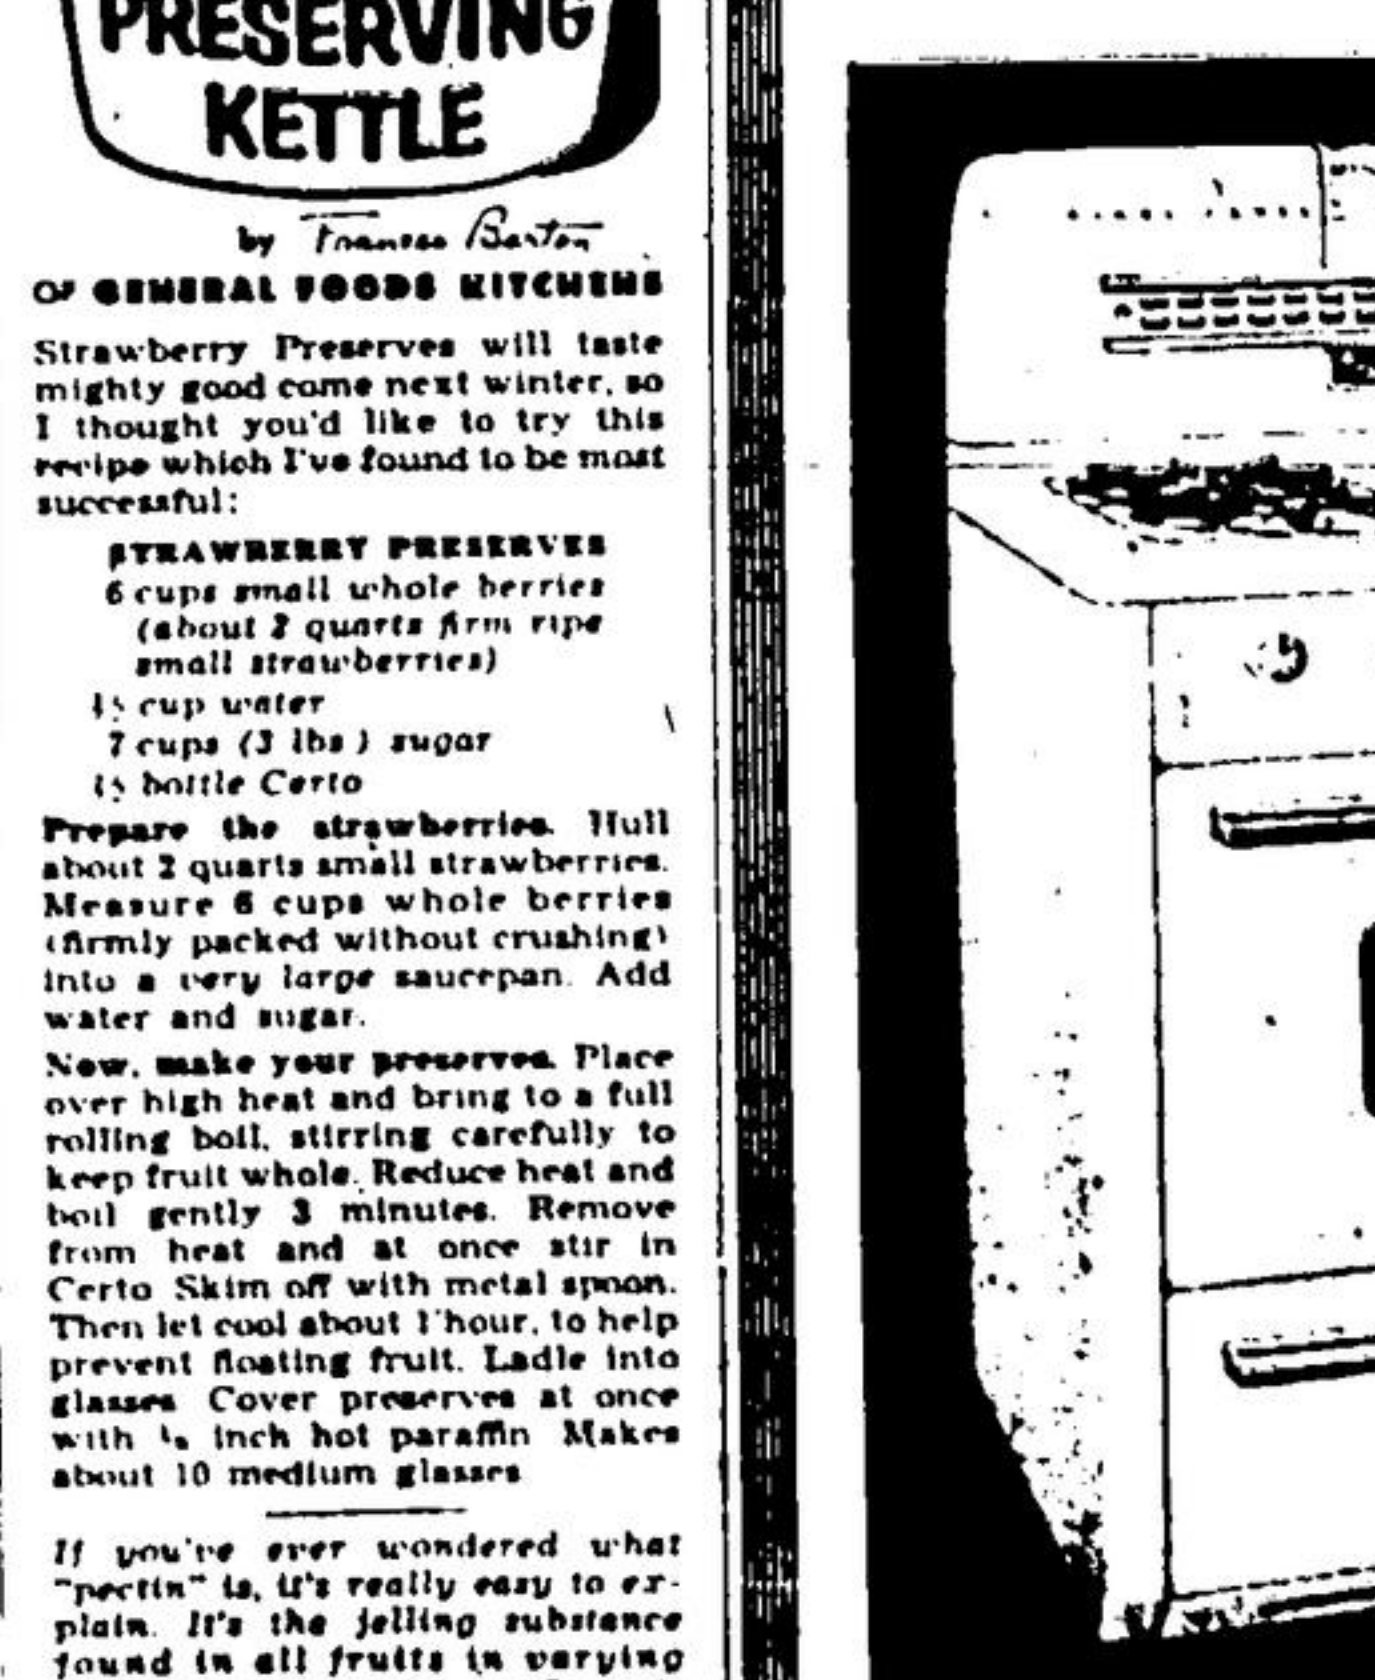 PRESERVING
KETTLE
by Frances Barton
OF GENERAL FOODS KITCHENS
Strawberry Preserves will taste
mighty good come next winter, so
I thought you'd like to try this
recipe which I've found to be most
successful:
STRAWBERRY PRESERVES
6 cups small whole berries
(about 2 quarts firm ripe
small strawberries)
cup water
7 cups (3 lbs) sugar
bottle Certo
Prepare the strawberries. Hull
about 2 quarts small strawberries.
Measure 6 cups whole berries
(firmly packed without crushing)
into a very large saucepan. Add
water and sugar.
Now, make your preserves. Place
over high heat and bring to a full
rolling boil, stirring carefully to
keep fruit whole. Reduce heat and
boil gently 3 minutes. Remove
from heat and at once stir in
Certo Skim off with metal spoon.
Then let cool about 1 hour, to help
prevent floating fruit. Ladle into
glasses Cover preserves at once
with inch hot paraffin Makes
about 10 medium glasses
If you've ever wondered what
"pectin" is, it's really easy to ex-
plain. It's the jelling substance
found in all fruits in varying